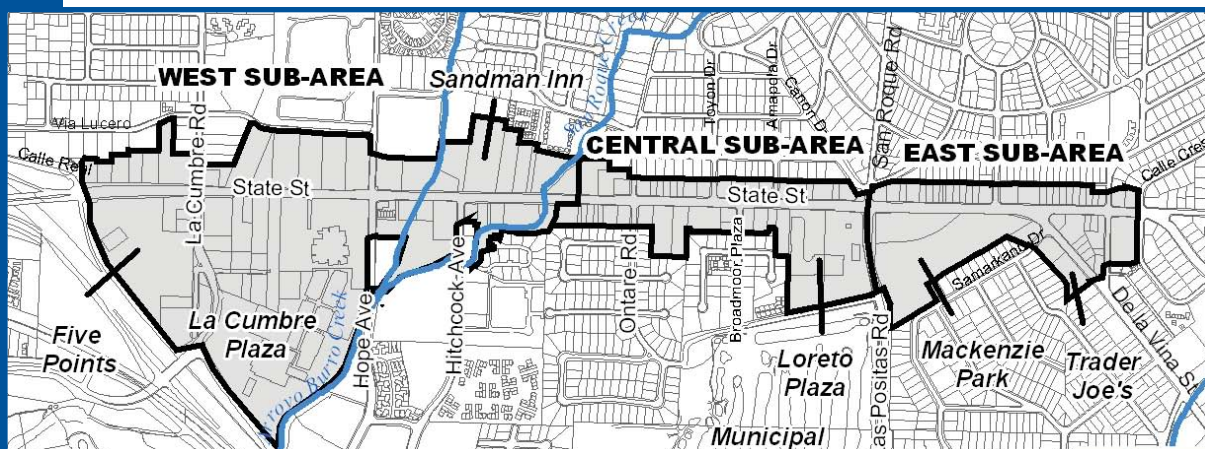 WEST SUB-AREA
Sandman Inn
San Roque Creek
Via Lucero
La Cumbre Rd
Calle Real
State St
CENTRAL SUB-AREA
Troyon Dr
Amapola Dr
Canon Dr
San Roque Rd
EAST SUB-AREA
Calle Cres
State St
Five
Points
La Cumbre
Plaza
Arroyo Burro Creek
Hope Ave
Hitchcock Ave
Ontare Rd
Broadmoor Plaza
Loreto
Plaza
Municipal
as Positas Rd
Samarkand Dr
Mackenzie
Park
Trader
Joe's
De La Vina St